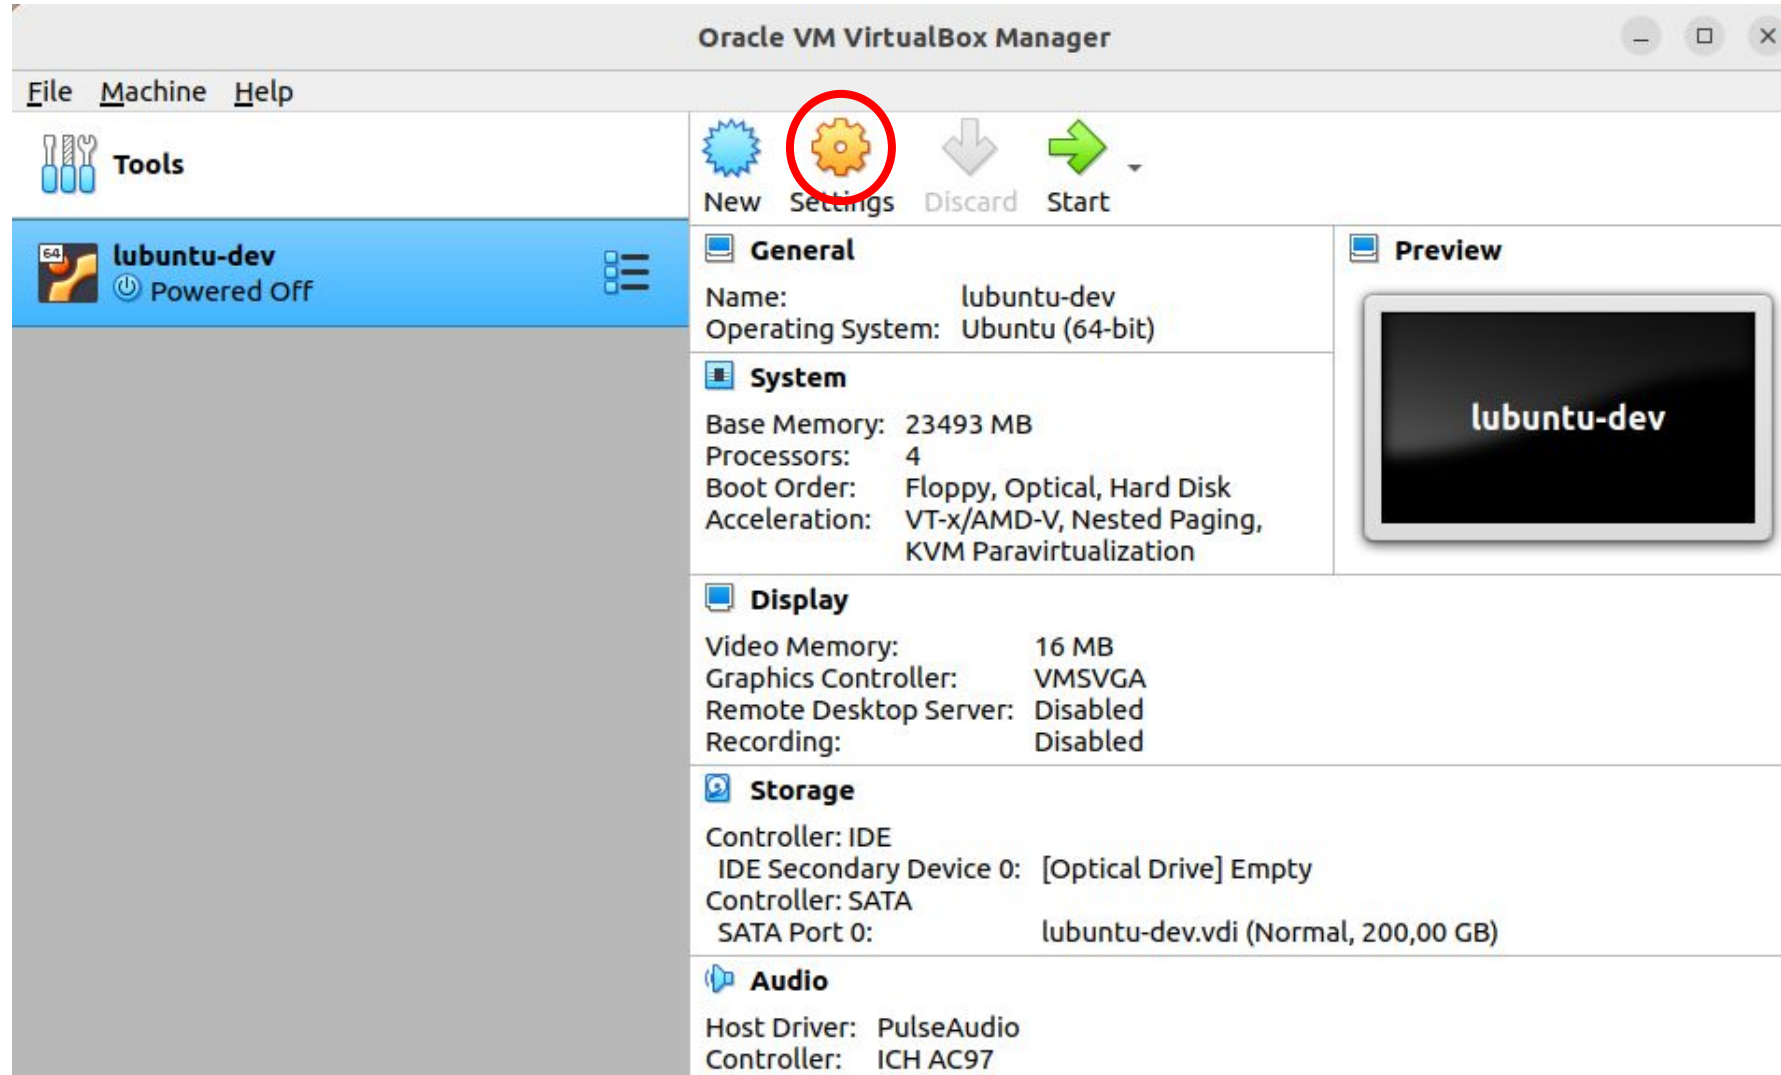 Oracle VM VirtualBox Manager
File Machine Help
Tools
New Settings Discard Start
64
lubuntu-dev
Powered Off
General
Name: lubuntu-dev
Operating System: Ubuntu (64-bit)
Preview
lubuntu-dev
System
Base Memory: 23493 MB
Processors: 4
Boot Order: Floppy, Optical, Hard Disk
Acceleration: VT-x/AMD-V, Nested Paging,
KVM Paravirtualization
Display
Video Memory: 16 MB
Graphics Controller: VMSVGA
Remote Desktop Server: Disabled
Recording: Disabled
Storage
Controller: IDE
IDE Secondary Device 0: [Optical Drive] Empty
Controller: SATA
SATA Port 0: lubuntu-dev.vdi (Normal, 200,00 GB)
Audio
Host Driver: PulseAudio
Controller: ICH AC97